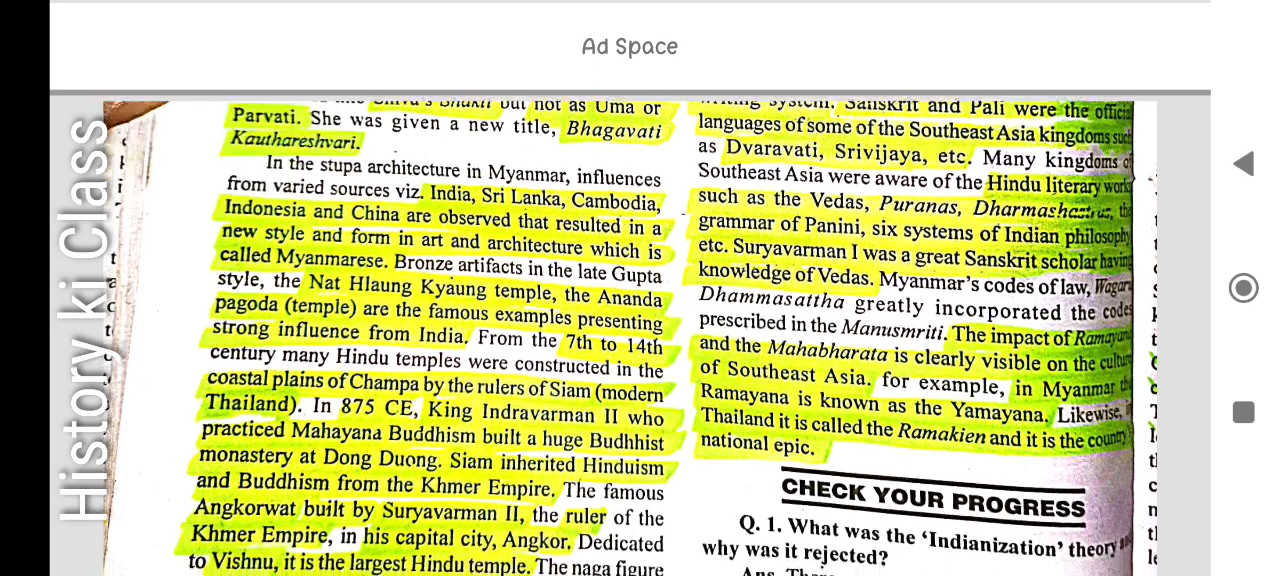 Ad Space
History ki Class
Shiva's Shakti but not as Uma or
Parvati. She was given a new title, Bhagavati
Kauthareshvari.
In the stupa architecture in Myanmar, influences
from varied sources viz. India, Sri Lanka, Cambodia,
Indonesia and China are observed that resulted in a
new style and form in art and architecture which is
called Myanmarese. Bronze artifacts in the late Gupta
style, the Nat Hlaung Kyaung temple, the Ananda
pagoda (temple) are the famous examples presenting
strong influence from India. From the 7th to 14th
century many Hindu temples were constructed in the
coastal plains of Champa by the rulers of Siam (modern
Thailand). In 875 CE, King Indravarman II who
practiced Mahayana Buddhism built a huge Budhhist
monastery at Dong Duong. Siam inherited Hinduism
and Buddhism from the Khmer Empire. The famous
Angkorwat built by Suryavarman II, the ruler of the
Khmer Empire, in his capital city, Angkor. Dedicated
to Vishnu, it is the largest Hindu temple. The naga figure
writing system. Sanskrit and Pali were the
languages of some of the Southeast Asia kingdoms
as Dvaravati, Srivijaya, etc. Many kingdoms
Southeast Asia were aware of the Hindu literary
such as the Vedas, Puranas, Dharmashastras,
grammar of Panini, six systems of Indian philosophy
etc. Suryavarman I was a great Sanskrit scholar having
knowledge of Vedas. Myanmar's codes of law,
Dhammasattha greatly incorporated the codes
prescribed in the Manusmriti. The impact of
and the Mahabharata is clearly visible on the
of Southeast Asia. for example, in Myanmar
Ramayana is known as the Yamayana. Likewise,
Thailand it is called the Ramakien and it is the
national epic.
CHECK YOUR PROGRESS
Q. 1. What was the 'Indianization' theory
why was it rejected?